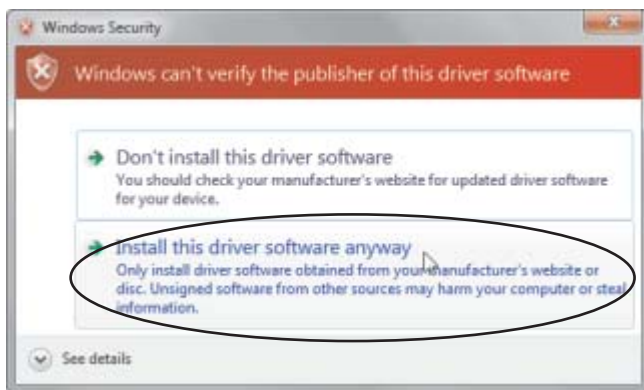 Windows Security
Windows can't verify the publisher of this driver software
Don't install this driver software
You should check your manufacturer's website for updated driver software
for your device.
Install this driver software anyway
Only install driver software obtained from your manufacturer's website or
disc. Unsigned software from other sources may harm your computer or steal
information.
See details